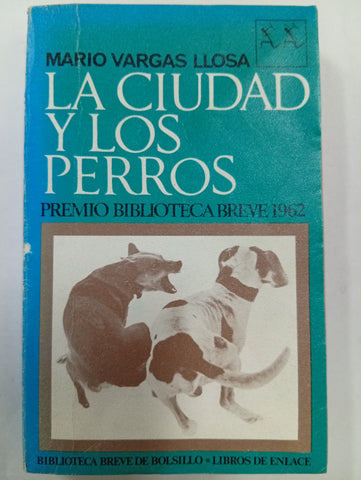 MARIO VARGAS LLOSA
LA CIUDAD
Y LOS
PERROS
PREMIO BIBLIOTECA BREVE 1962
BIBLIOTECA BREVE DE BOLSILLO • LIBROS DE ENLACE